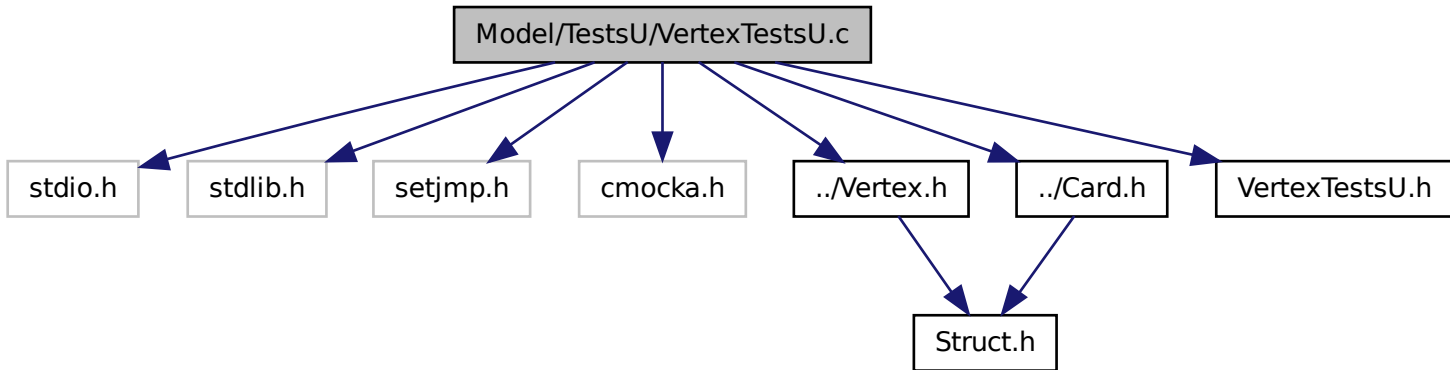 Model/TestsU/VertexTestsU.c
stdio.h
stdlib.h
setjmp.h
cmocka.h
../Vertex.h
../Card.h
VertexTestsU.h
Struct.h